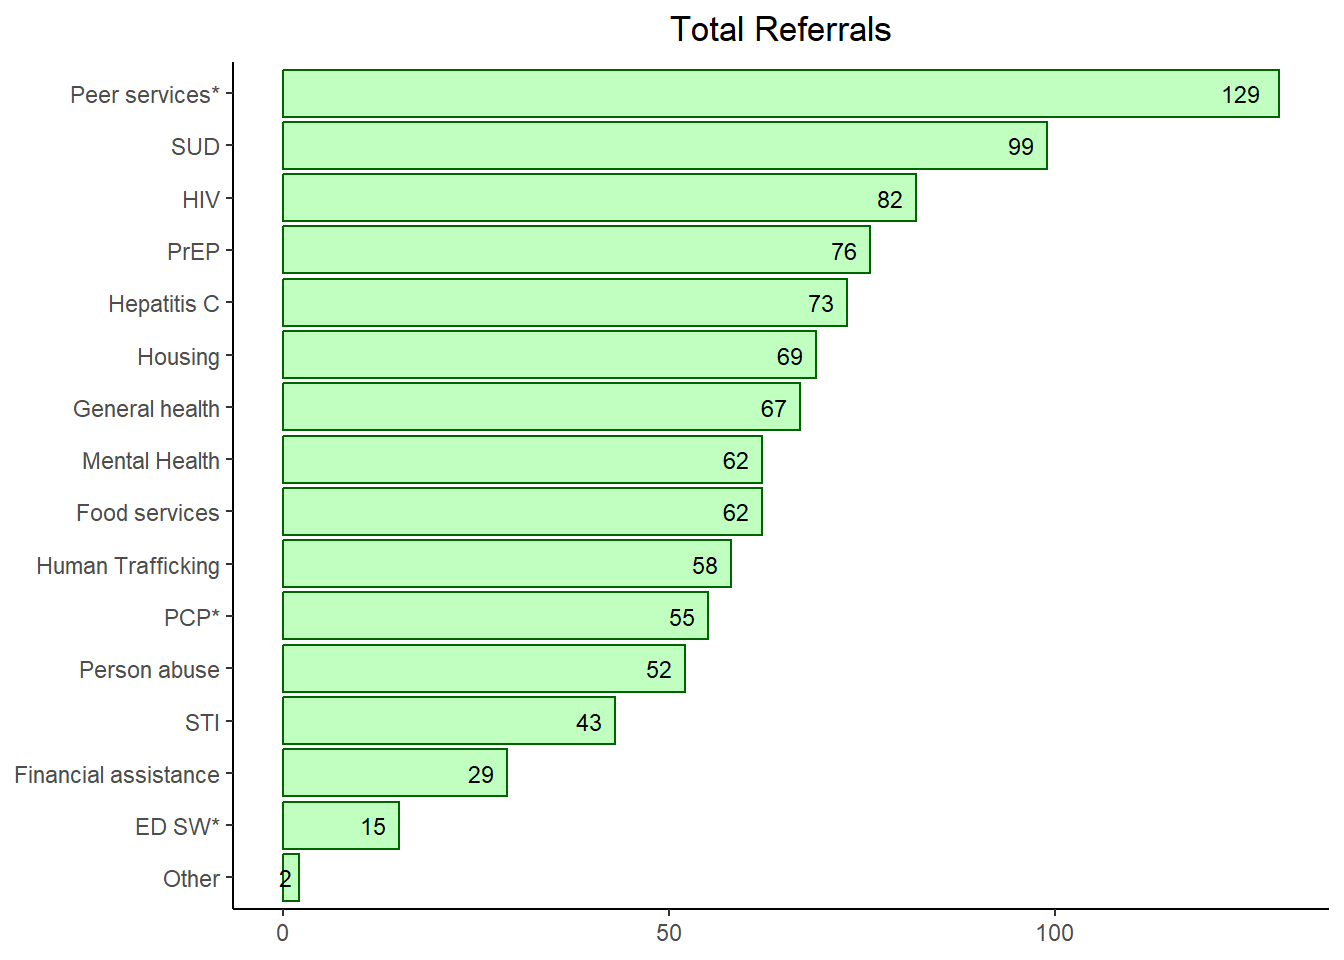 Total Referrals
Peer services* 129
SUD 99
HIV 82
PrEP 76
Hepatitis C 73
Housing 69
General health 67
Mental Health 62
Food services 62
Human Trafficking 58
PCP* 55
Person abuse 52
STI 43
Financial assistance 29
ED SW* 15
Other 2
0 50 100